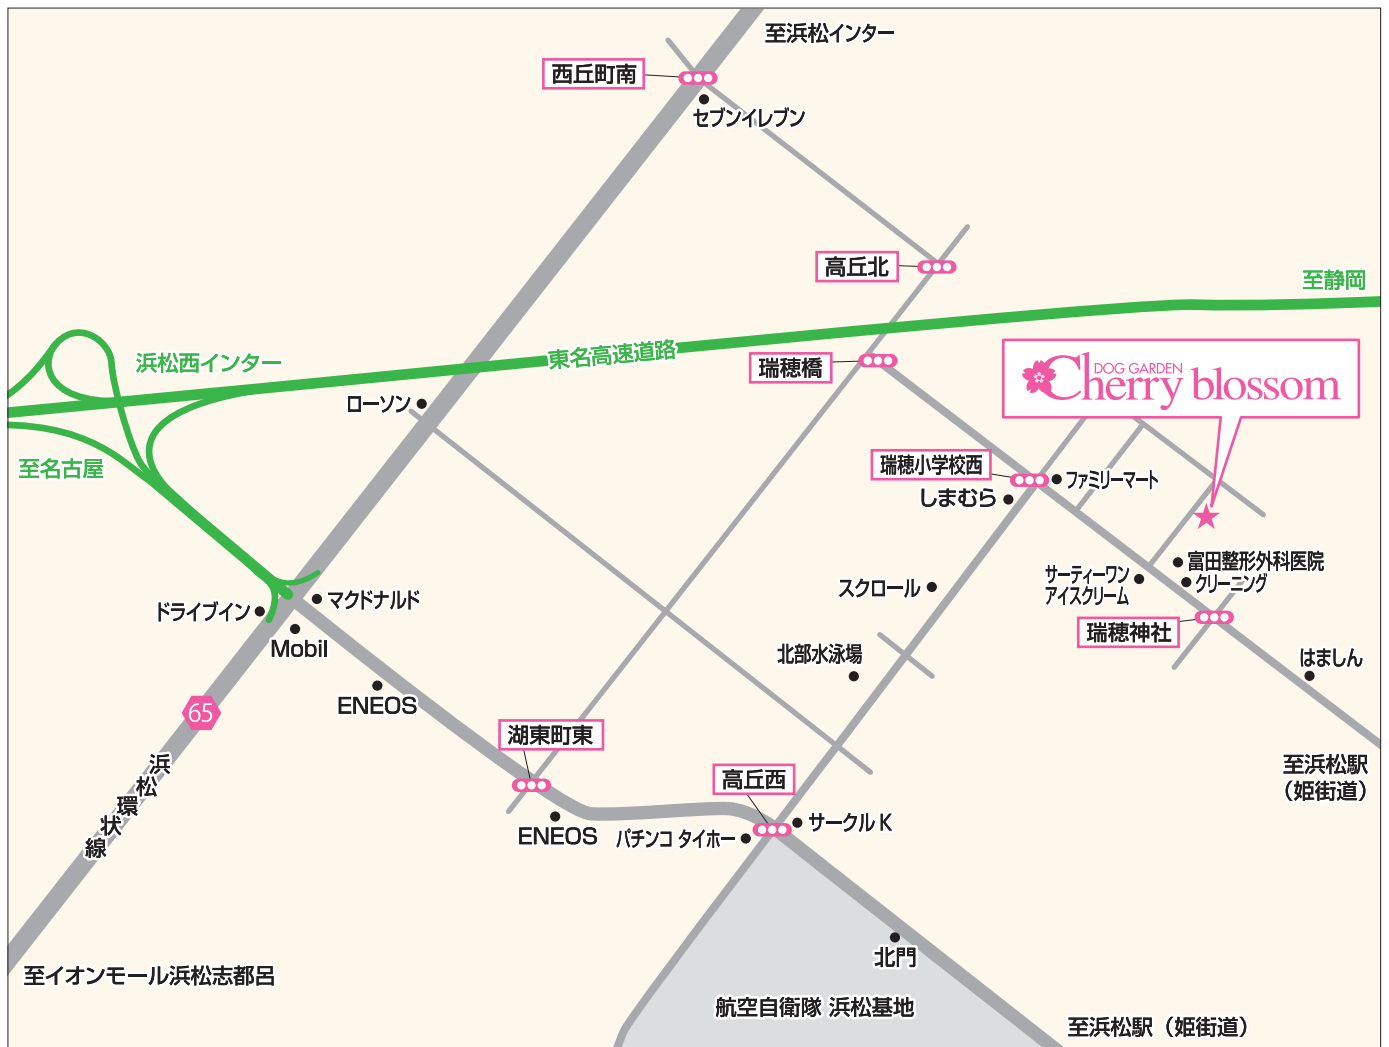 至浜松インター
西丘町南
セブンイレブン
高丘北
至静岡
東名高速道路
浜松西インター
瑞穂橋
DOG GARDEN
Cherry blossom
ローソン
至名古屋
瑞穂小学校西
ファミリーマート
しまむら
富田整形外科医院
クリーニング
サーティーワン
アイスクリーム
スクロール
マクドナルド
ドライブイン
Mobil
瑞穂神社
北部水泳場
はましん
ENEOS
65
湖東町東
浜松環状線
高丘西
至浜松駅
（姫街道）
サークルK
ENEOS
パチンコ タイホー
北門
至イオンモール浜松志都呂
航空自衛隊 浜松基地
至浜松駅（姫街道）